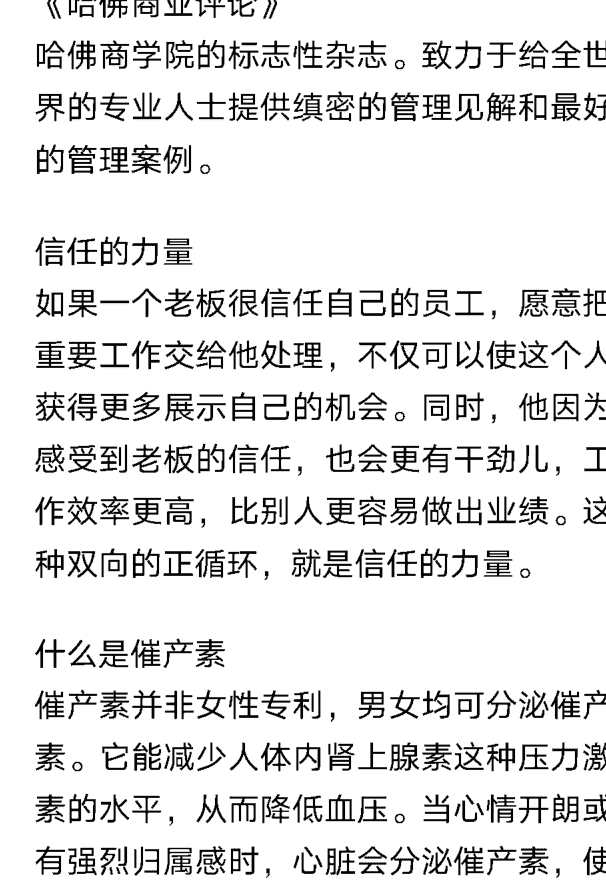 《哈佛商业评论》
哈佛商学院的标志性杂志。致力于给全世
界的专业人士提供缜密的管理见解和最好
的管理案例。
信任的力量
如果一个老板很信任自己的员工，愿意把
重要工作交给他处理，不仅可以使这个人
获得更多展示自己的机会。同时，他因为
感受到老板的信任，也会更有干劲儿，工
作效率更高，比别人更容易做出业绩。这
种双向的正循环，就是信任的力量。
什么是催产素
催产素并非女性专利，男女均可分泌催产
素。它能减少人体内肾上腺素这种压力激
素的水平，从而降低血压。当心情开朗或
有强烈归属感时，心脏会分泌催产素，使